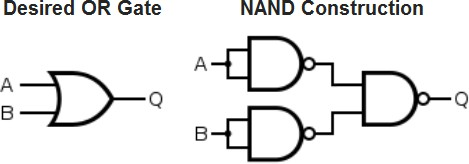 Desired OR Gate
NAND Construction
A
B
Q
A
B
Q